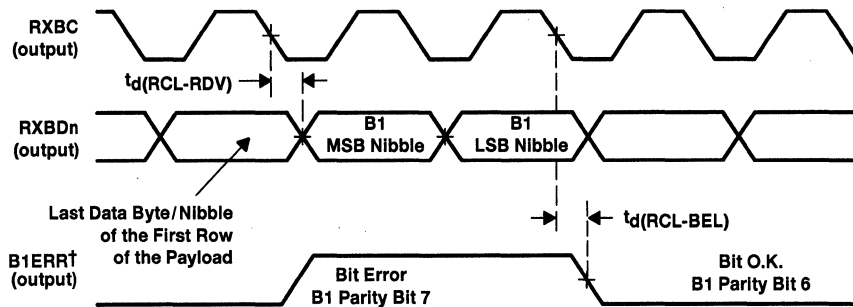 RXBC
(output)
td(RCL-RDV)
RXBDn
(output)
B1
MSB Nibble
B1
LSB Nibble
Last Data Byte/Nibble
of the First Row
of the Payload
td(RCL-BEL)
B1ERR†
(output)
Bit Error
B1 Parity Bit 7
Bit O.K.
B1 Parity Bit 6